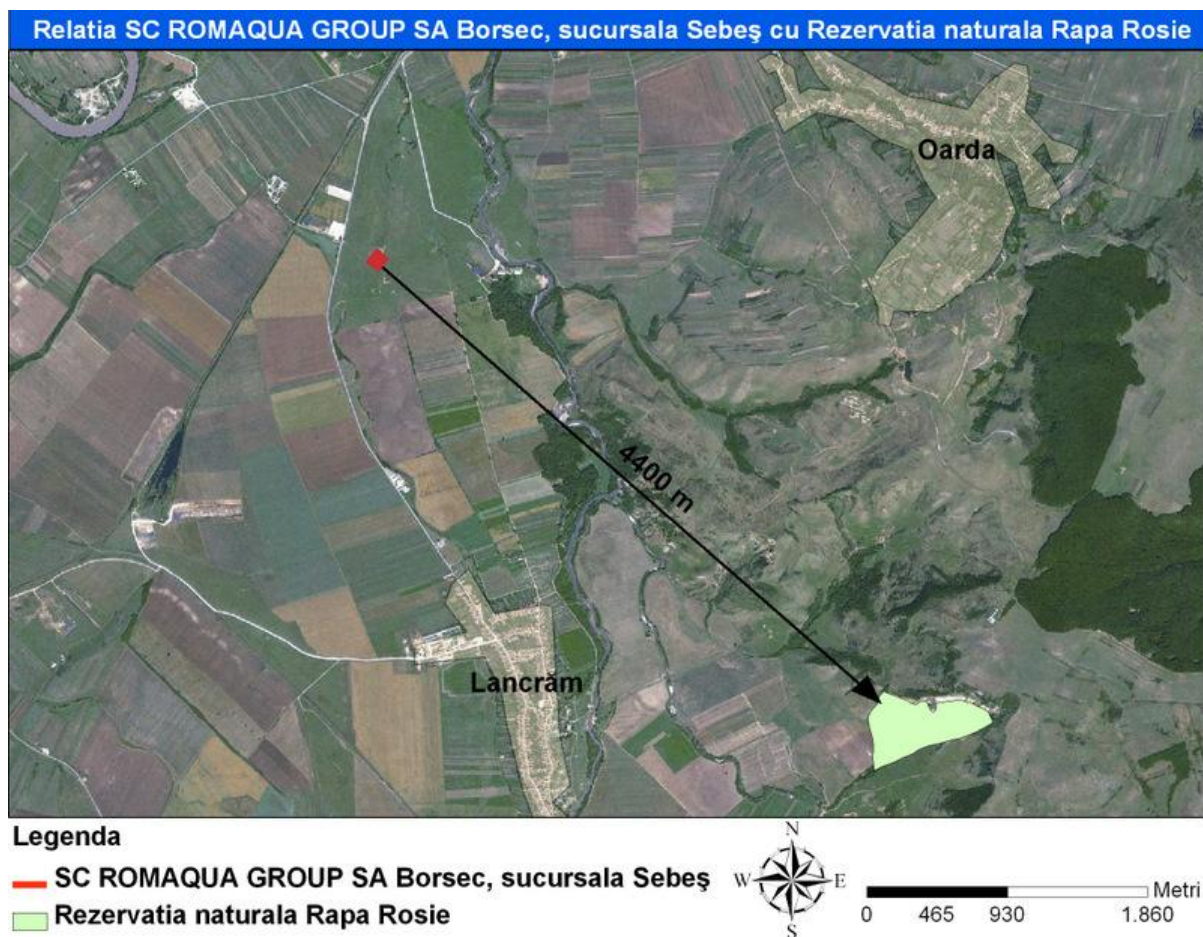 Relatia SC ROMAQUA GROUP SA Borsec, sucursala Sebeş cu Rezervatia naturala Rapa Rosie
Oarda
4400 m
Lancrăm
Legenda
SC ROMAQUA GROUP SA Borsec, sucursala Sebeş
Rezervatia naturala Rapa Rosie
N
W E
S
Metri
0 465 930 1.860